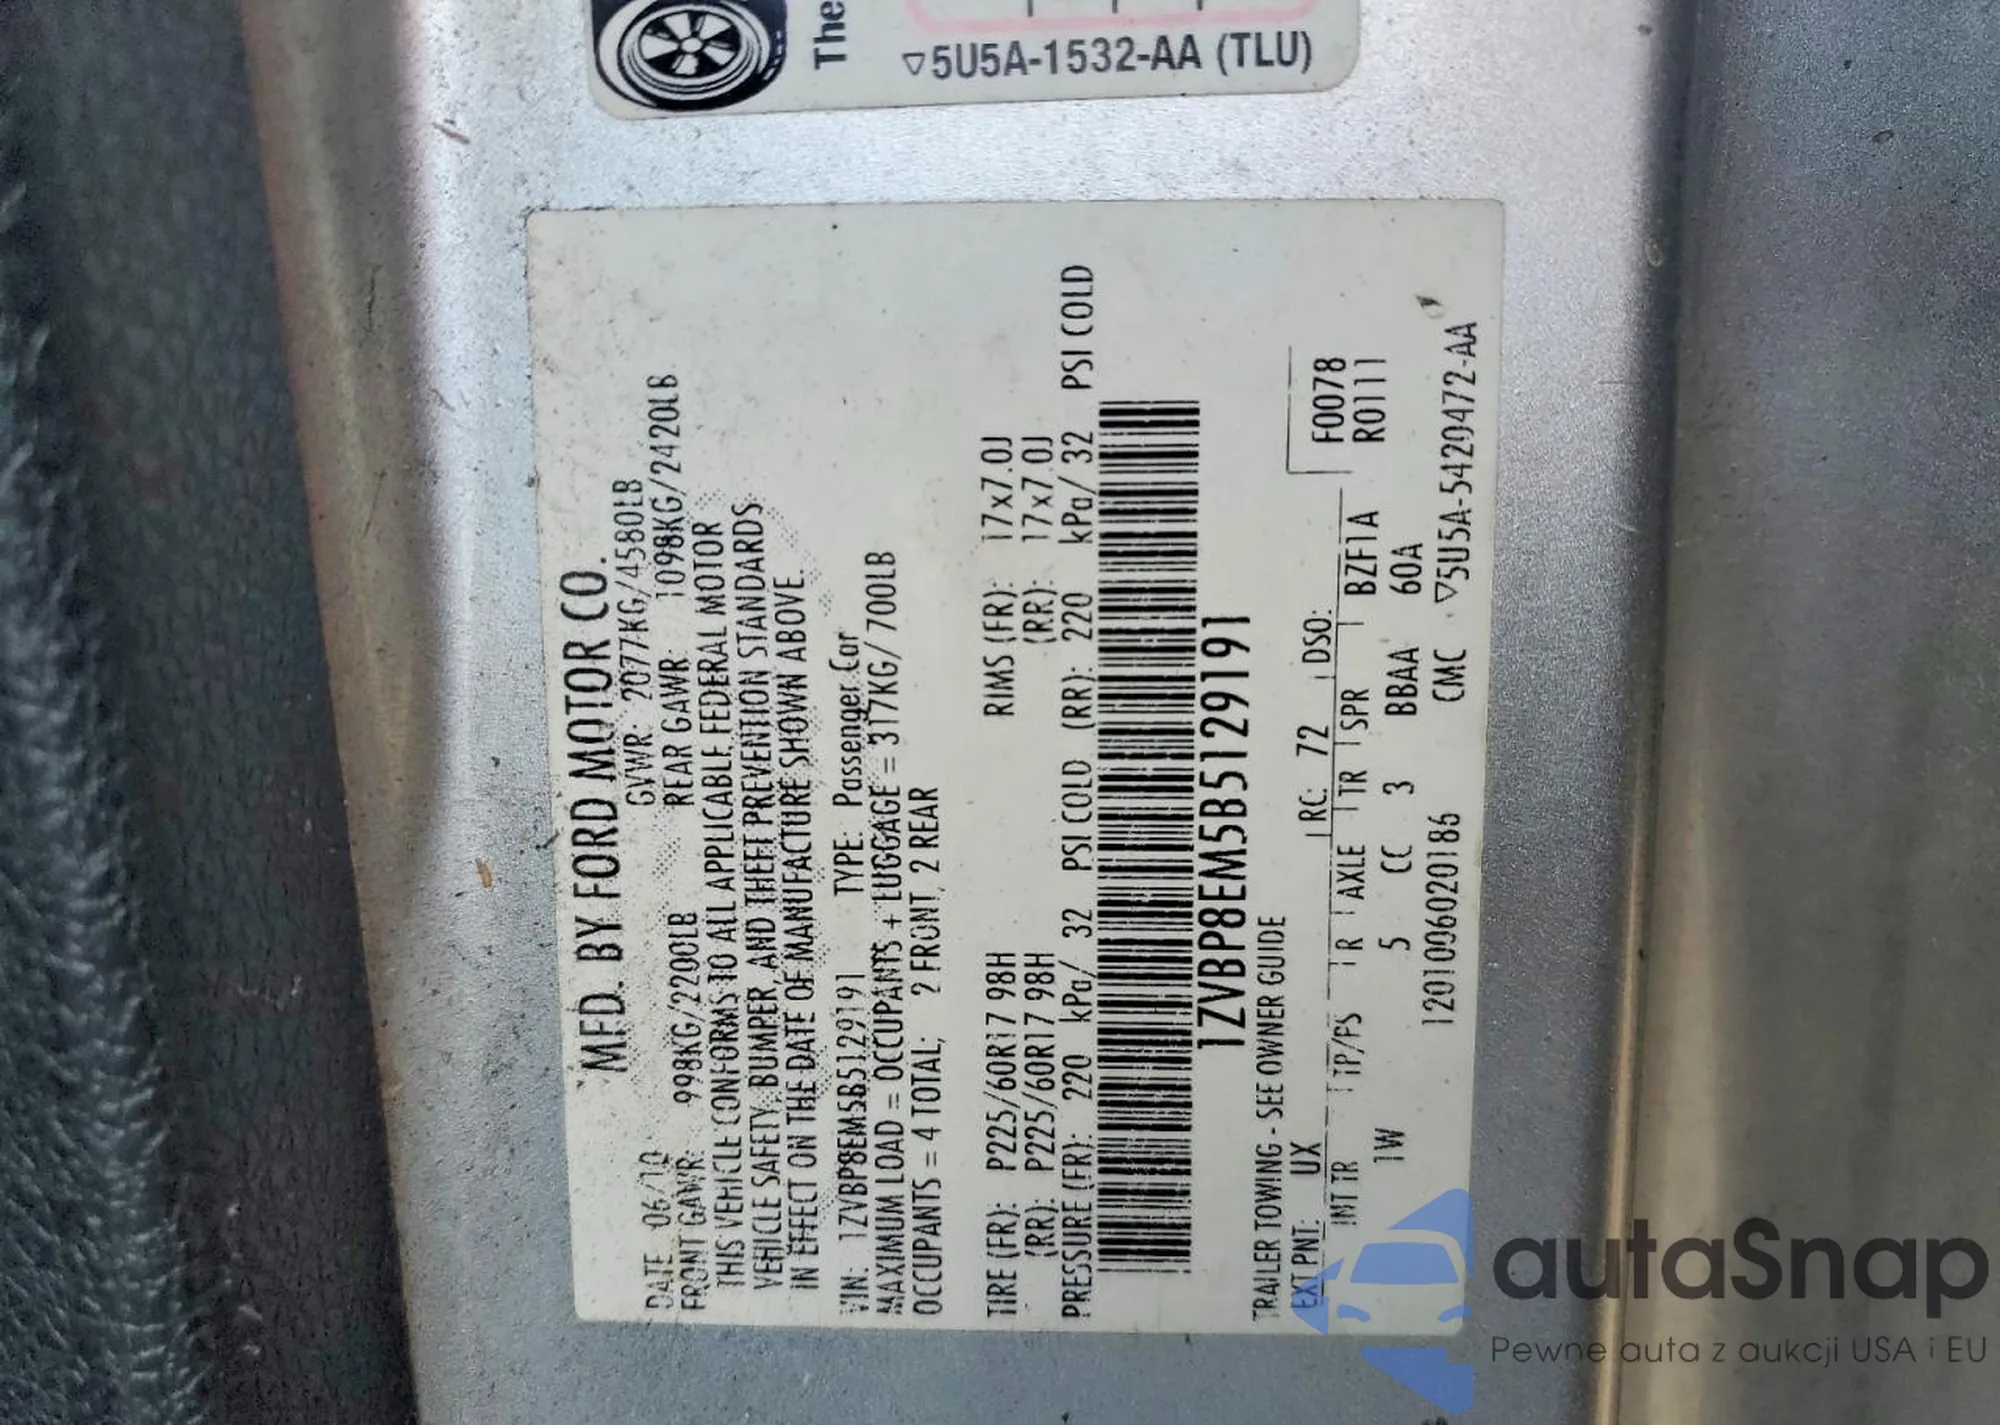 The
▽5U5A-1532-AA (TLU)
MFD. BY FORD MOTOR CO.
DATE 06/10 GVWR: 2077KG/4580LB
FRONT GAWR: 998KG/2200LB REAR GAWR: 1098KG/2420LB
THIS VEHICLE CONFORMS TO ALL APPLICABLE FEDERAL MOTOR
VEHICLE SAFETY, BUMPER, AND THEFT PREVENTION STANDARDS
IN EFFECT ON THE DATE OF MANUFACTURE SHOWN ABOVE.
VIN: 1ZVBP8EM5B5129191 TYPE: Passenger Car
MAXIMUM LOAD = OCCUPANTS + LUGGAGE = 317KG/700LB
OCCUPANTS = 4 TOTAL, 2 FRONT, 2 REAR
TIRE (FR): P225/60R17 98H RIMS (FR): 17x7.0J
(RR): P225/60R17 98H (RR): 17x7.0J
PRESSURE (FR): 220 kPa/ 32 PSI COLD (RR): 220 kPa/ 32 PSI COLD
1ZVBP8EM5B5129191
TRAILER TOWING - SEE OWNER GUIDE
EXT PNT: UX RC: 72 DSO: F0078
R0111
INT TR TP/PS R AXLE TR SPR BZF1A
1W 5 CC 3 BBAA 60A
12010060201​86 CMC ▽5U5A-5420472-AA
autaSnap
Pewne auta z aukcji USA i EU